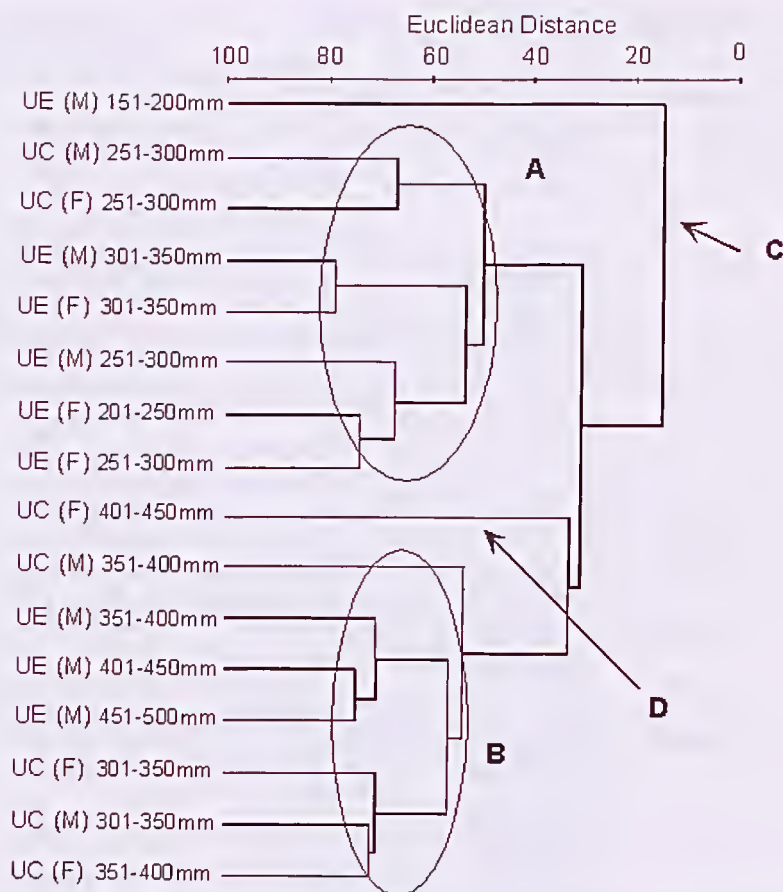 Euclidean Distance
100 80 60 40 20 0
UE (M) 151-200mm
UC (M) 251-300mm
A
UC (F) 251-300mm
UE (M) 301-350mm
C
UE (F) 301-350mm
UE (M) 251-300mm
UE (F) 201-250mm
UE (F) 251-300mm
UC (F) 401-450mm
UC (M) 351-400mm
UE (M) 351-400mm
UE (M) 401-450mm
D
UE (M) 451-500mm
B
UC (F) 301-350mm
UC (M) 301-350mm
UC (F) 351-400mm